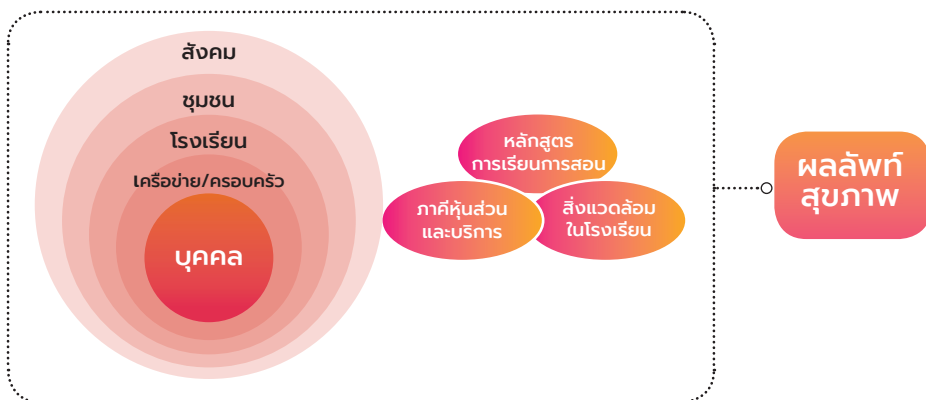 สังคม
ชุมชน
โรงเรียน
เครือข่าย/ครอบครัว
บุคคล
หลักสูตร
การเรียนการสอน
ภาคีหุ้นส่วน
และบริการ
สิ่งแวดล้อม
ในโรงเรียน
ผลลัพท์
สุขภาพ